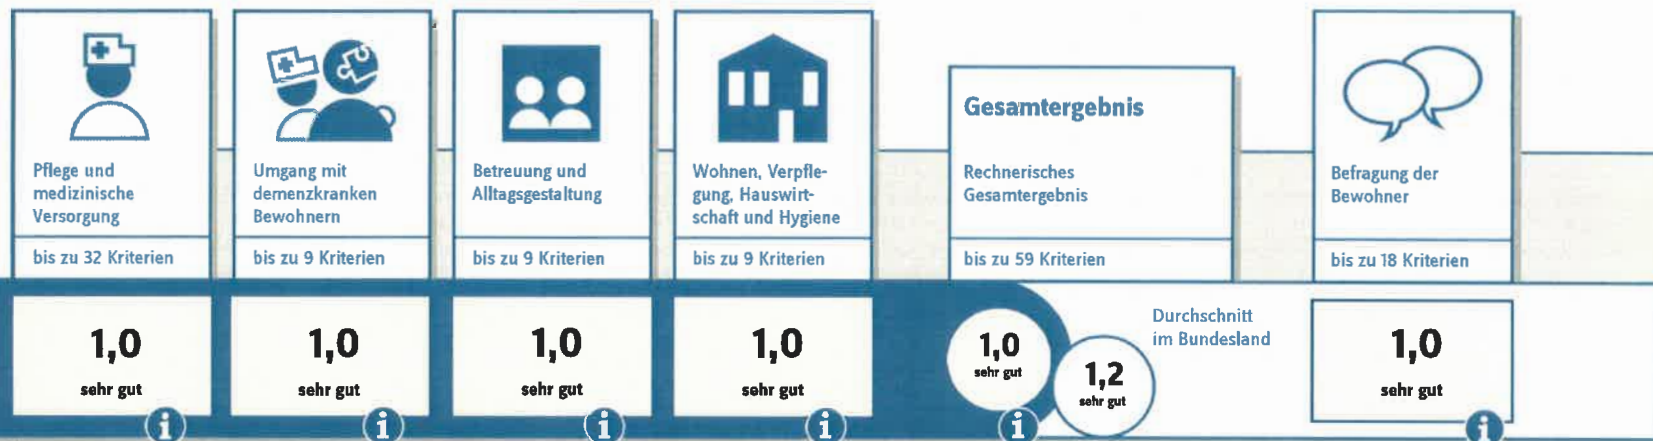 Pflege und
medizinische
Versorgung
bis zu 32 Kriterien
1,0
sehr gut
i
Umgang mit
demenzkranken
Bewohnern
bis zu 9 Kriterien
1,0
sehr gut
i
Betreuung und
Alltagsgestaltung
bis zu 9 Kriterien
1,0
sehr gut
i
Wohnen, Verpfle-
gung, Hauswirt-
schaft und Hygiene
bis zu 9 Kriterien
1,0
sehr gut
i
Gesamtergebnis
Rechnerisches
Gesamtergebnis
bis zu 59 Kriterien
1,0
sehr gut
i
1,2
sehr gut
Durchschnitt
im Bundesland
Befragung der
Bewohner
bis zu 18 Kriterien
1,0
sehr gut
i